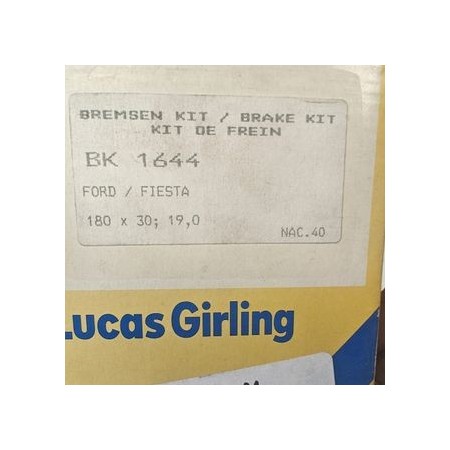 BREMSEN KIT / BRAKE KIT
KIT DE FREIN
BK 1644
FORD / FIESTA
180 x 30; 19,0
NAC.40
Lucas Girling